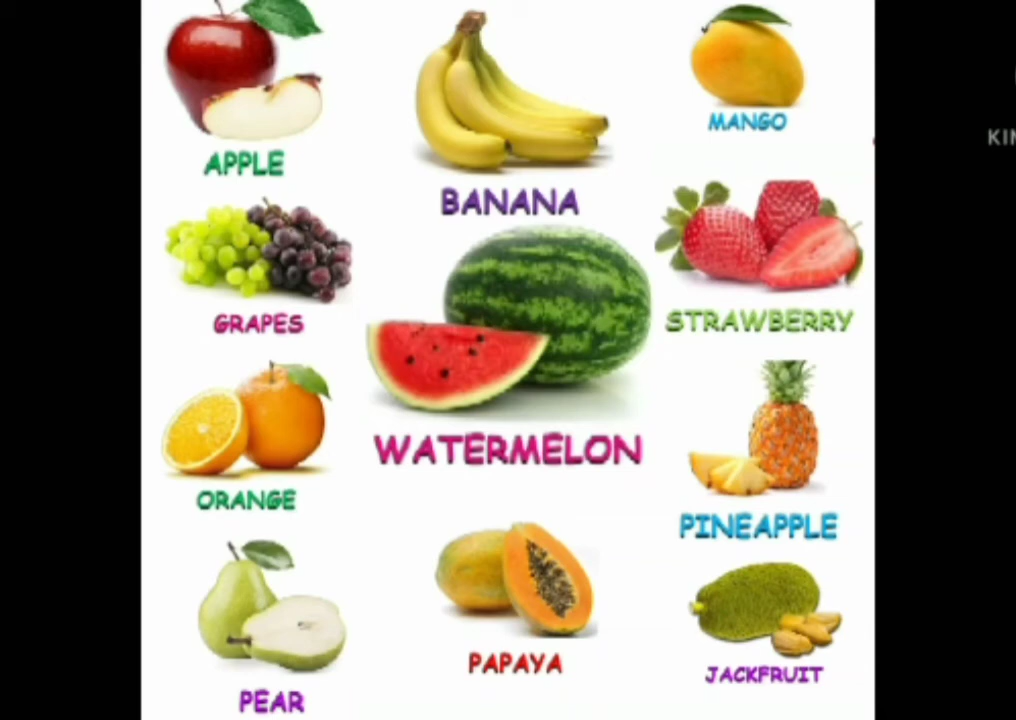 APPLE
BANANA
MANGO
GRAPES
STRAWBERRY
WATERMELON
ORANGE
PINEAPPLE
PEAR
PAPAYA
JACKFRUIT